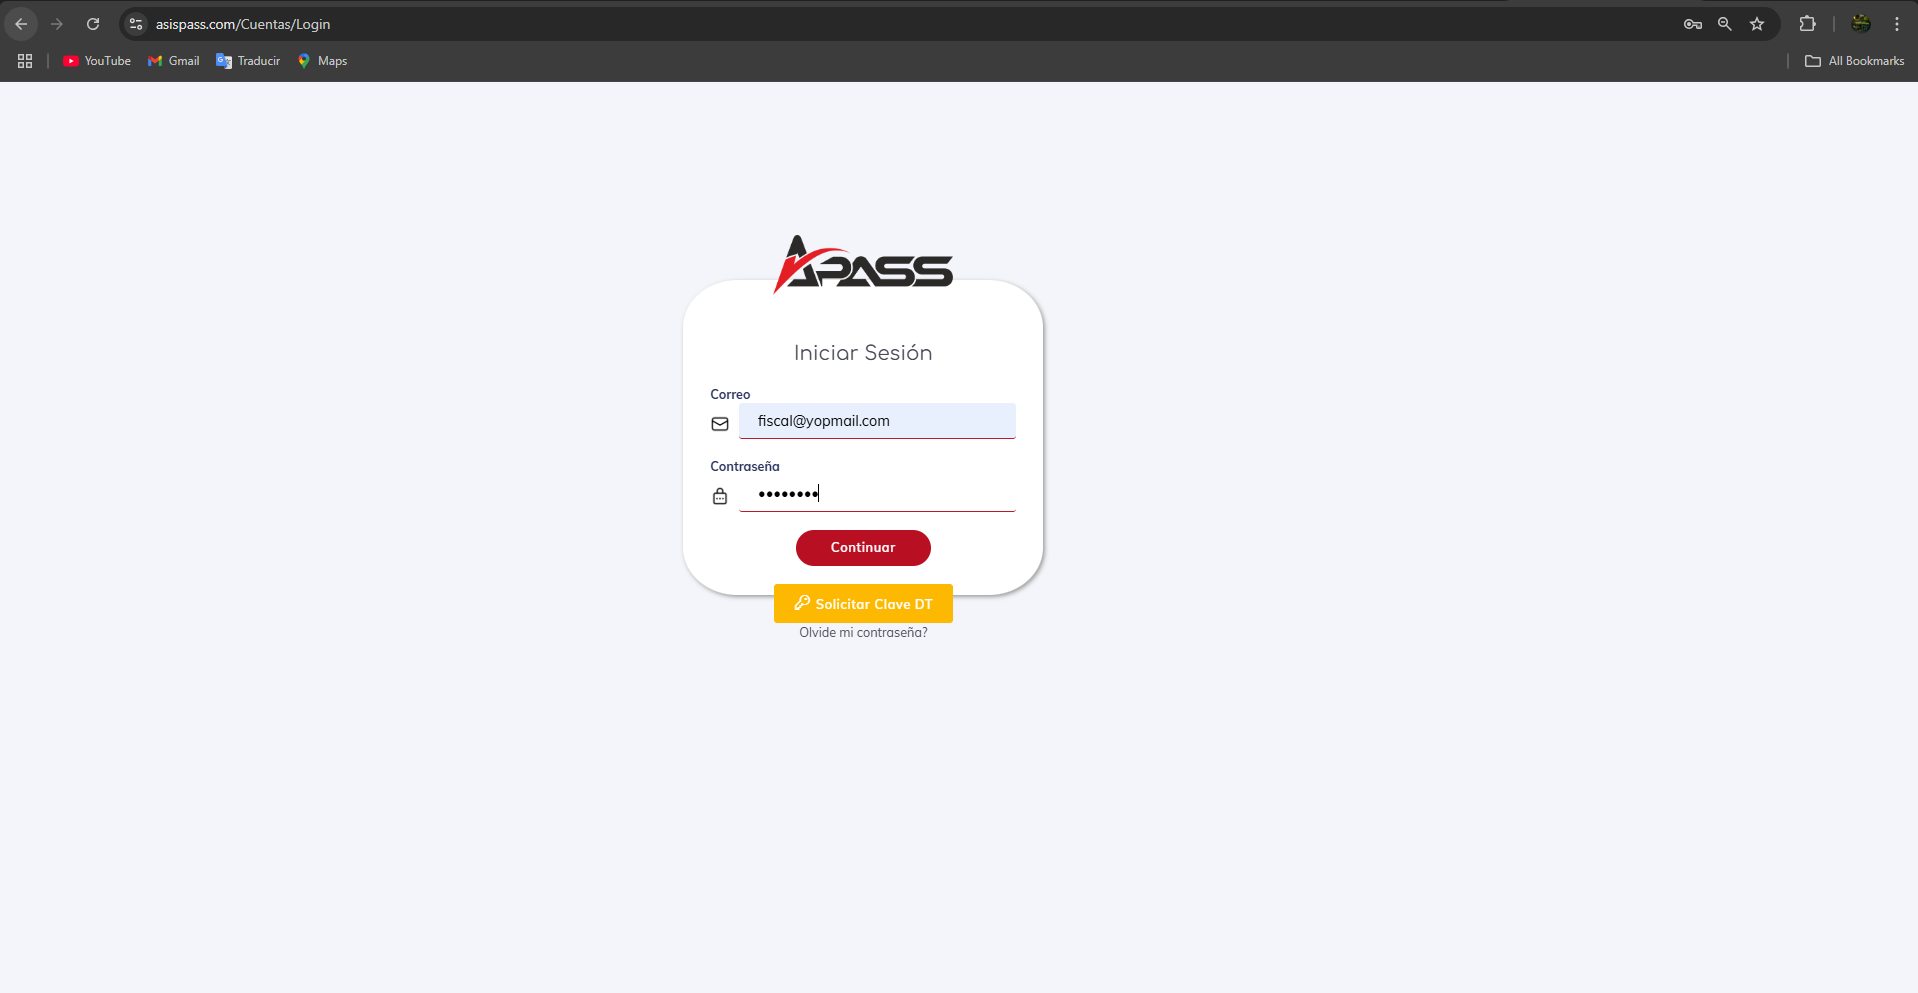 asispass.com/Cuentas/Login
YouTube
Gmail
Traducir
Maps
All Bookmarks
APASS
Iniciar Sesión
Correo
fiscal@yopmail.com
Contraseña
••••••••
Continuar
Solicitar Clave DT
Olvide mi contraseña?